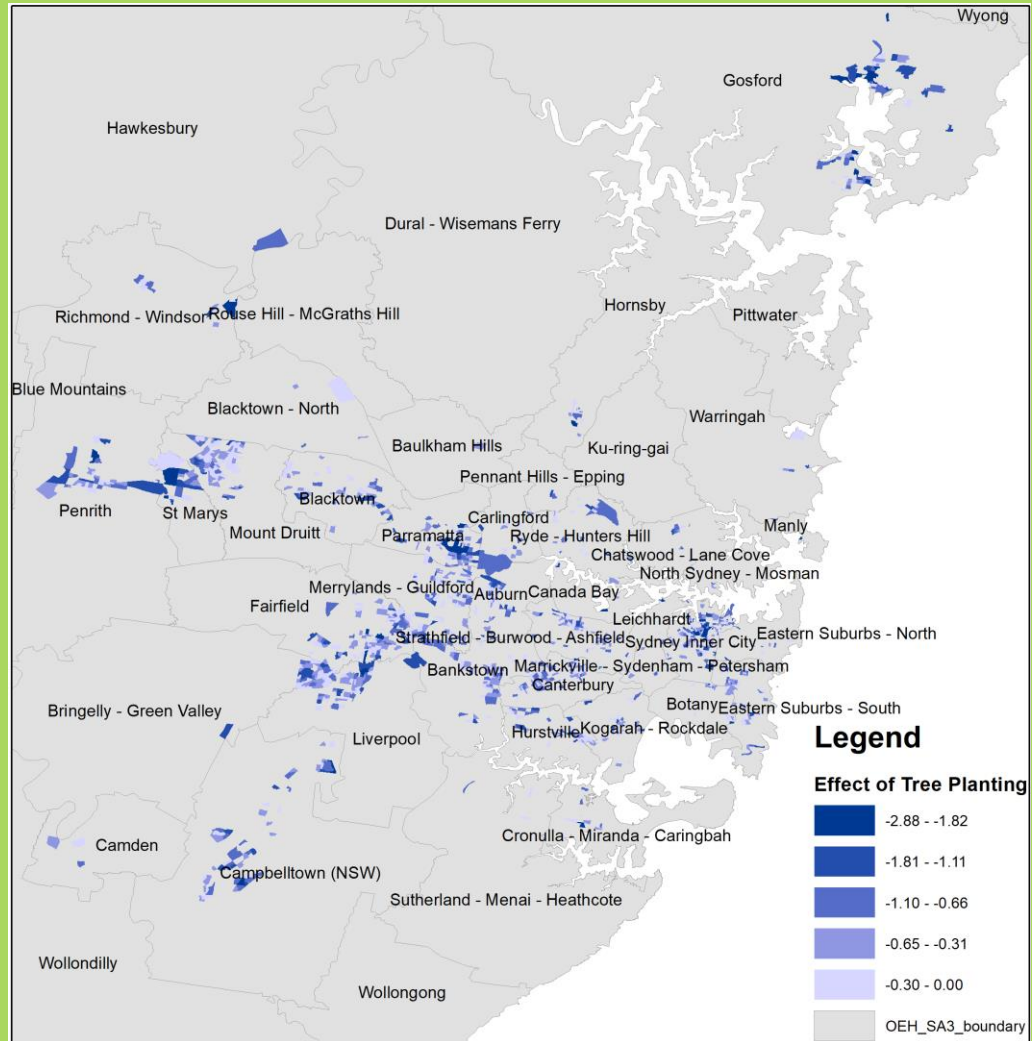 Wyong
Gosford
Hawkesbury
Dural - Wisemans Ferry
Hornsby
Pittwater
Richmond - Windsor
Rouse Hill - McGraths Hill
Blue Mountains
Blacktown - North
Warringah
Baulkham Hills
Ku-ring-gai
Pennant Hills - Epping
Penrith
St Marys
Blacktown
Mount Druitt
Carlingford
Parramatta
Ryde - Hunters Hill
Manly
Chatswood - Lane Cove
North Sydney - Mosman
Merrylands - Guildford
Auburn
Canada Bay
Fairfield
Leichhardt
Strathfield - Burwood - Ashfield
Sydney Inner City
Eastern Suburbs - North
Bankstown
Marrickville - Sydenham - Petersham
Canterbury
Bringelly - Green Valley
Botany
Eastern Suburbs - South
Liverpool
Hurstville
Kogarah - Rockdale
Cronulla - Miranda - Caringbah
Camden
Campbelltown (NSW)
Sutherland - Menai - Heathcote
Wollondilly
Wollongong
Legend
Effect of Tree Planting
-2.88 - -1.82
-1.81 - -1.11
-1.10 - -0.66
-0.65 - -0.31
-0.30 - 0.00
OEH_SA3_boundary